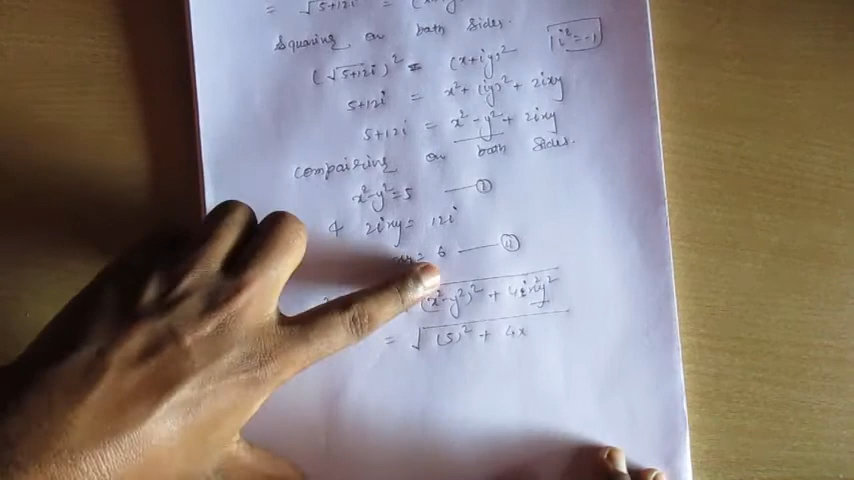 = √5+12i = (x+iy
Squaring on both sides.
(√5+12i)² = (x+iy)² i²=-1
5+12i = x²+(iy)²+2ixy
5+12i = x²-y²+2ixy
Compairing on both sides.
x²-y²=5 —— ①
& 2ixy= 12i
xy= 6 —— ②
(x²-y²)² + 4x²y²
= √(5)² + 4x